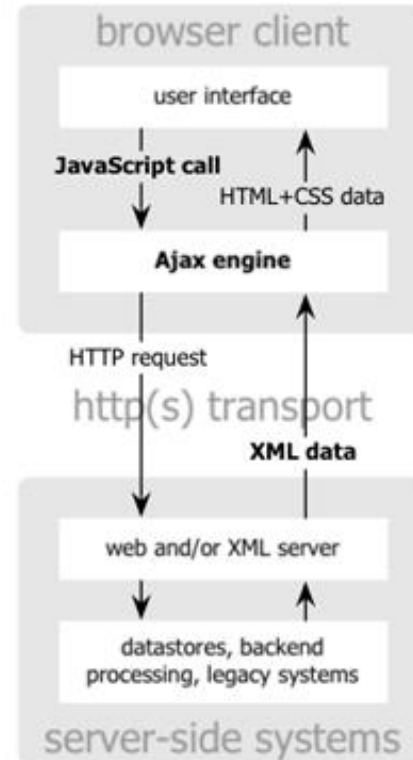 browser client
user interface
JavaScript call
HTML+CSS data
Ajax engine
HTTP request
http(s) transport
XML data
web and/or XML server
datastores, backend
processing, legacy systems
server-side systems